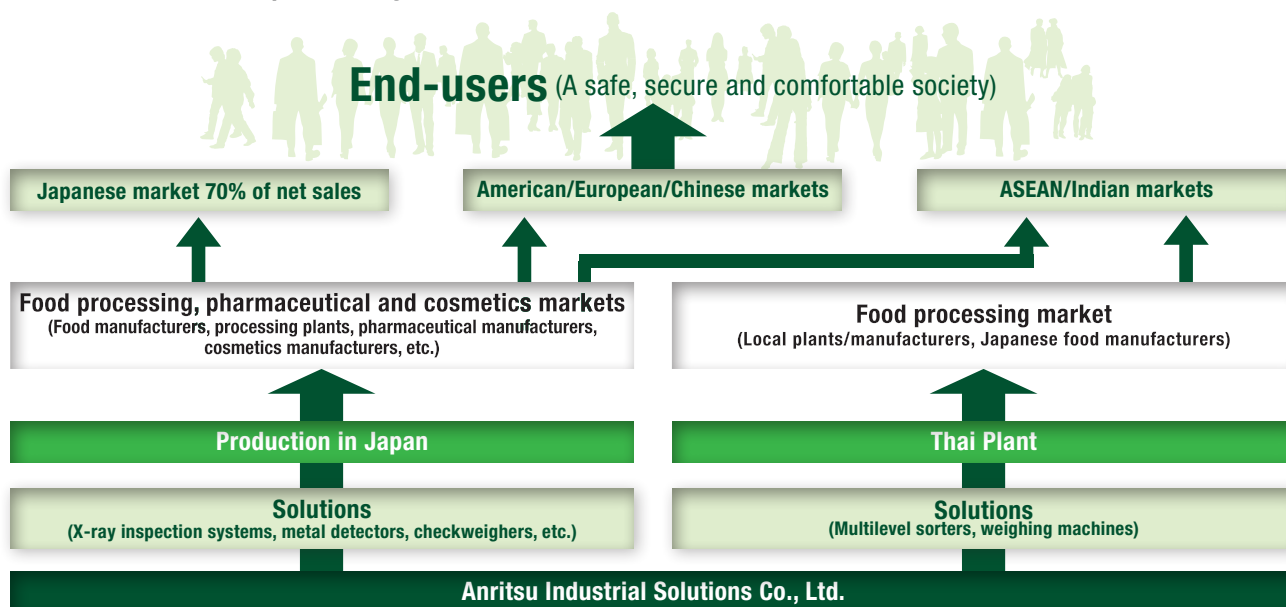 End-users (A safe, secure and comfortable society)
Japanese market 70% of net sales
American/European/Chinese markets
ASEAN/Indian markets
Food processing, pharmaceutical and cosmetics markets
(Food manufacturers, processing plants, pharmaceutical manufacturers,
cosmetics manufacturers, etc.)
Food processing market
(Local plants/manufacturers, Japanese food manufacturers)
Production in Japan
Thai Plant
Solutions
(X-ray inspection systems, metal detectors, checkweighers, etc.)
Solutions
(Multilevel sorters, weighing machines)
Anritsu Industrial Solutions Co., Ltd.